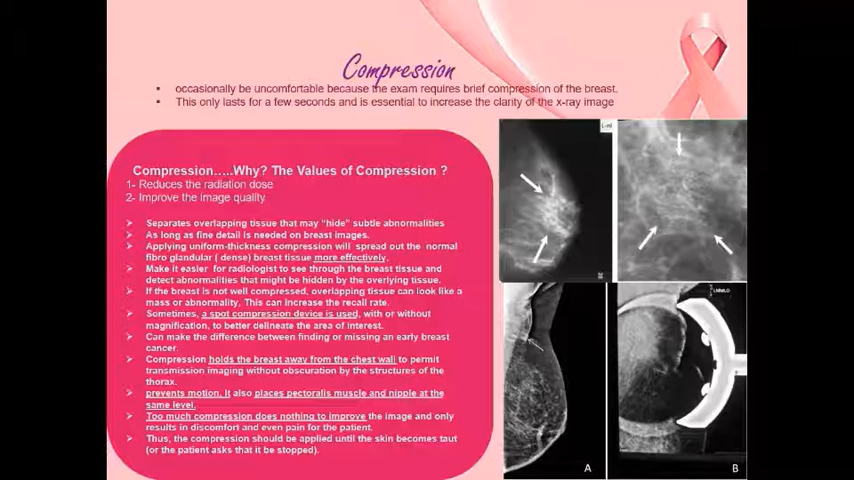 Compression
▪ occasionally be uncomfortable because the exam requires brief compression of the breast.
▪ This only lasts for a few seconds and is essential to increase the clarity of the x-ray image
Compression.....Why? The Values of Compression ?
1- Reduces the radiation dose
2- Improve the image quality
➢ Separates overlapping tissue that may “hide” subtle abnormalities
➢ As long as fine detail is needed on breast images.
➢ Applying uniform-thickness compression will spread out the normal
fibro glandular ( dense) breast tissue more effectively.
➢ Make it easier for radiologist to see through the breast tissue and
detect abnormalities that might be hidden by the overlying tissue.
➢ If the breast is not well compressed, overlapping tissue can look like a
mass or abnormality, This can increase the recall rate.
➢ Sometimes, a spot compression device is used, with or without
magnification, to better delineate the area of interest.
➢ Can make the difference between finding or missing an early breast
cancer.
➢ Compression holds the breast away from the chest wall to permit
transmission imaging without obscuration by the structures of the
thorax.
➢ prevents motion. It also places pectoralis muscle and nipple at the
same level.
➢ Too much compression does nothing to improve the image and only
results in discomfort and even pain for the patient.
➢ Thus, the compression should be applied until the skin becomes taut
(or the patient asks that it be stopped).
A
B